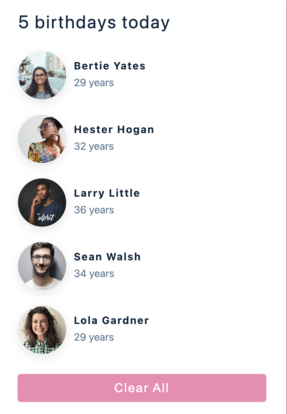 5 birthdays today
Bertie Yates
29 years
Hester Hogan
32 years
Larry Little
36 years
Sean Walsh
34 years
Lola Gardner
29 years
Clear All